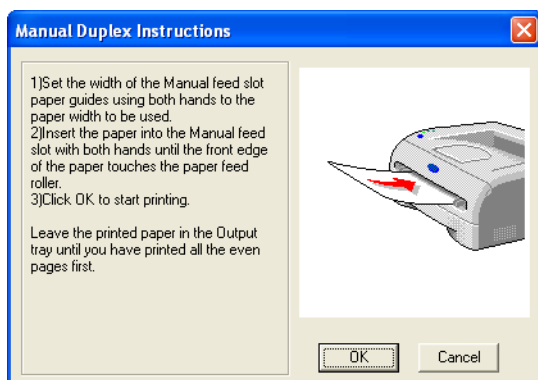 Manual Duplex Instructions
1)Set the width of the Manual feed slot
paper guides using both hands to the
paper width to be used.
2)Insert the paper into the Manual feed
slot with both hands until the front edge
of the paper touches the paper feed
roller.
3)Click OK to start printing.
Leave the printed paper in the Output
tray until you have printed all the even
pages first.
OK
Cancel